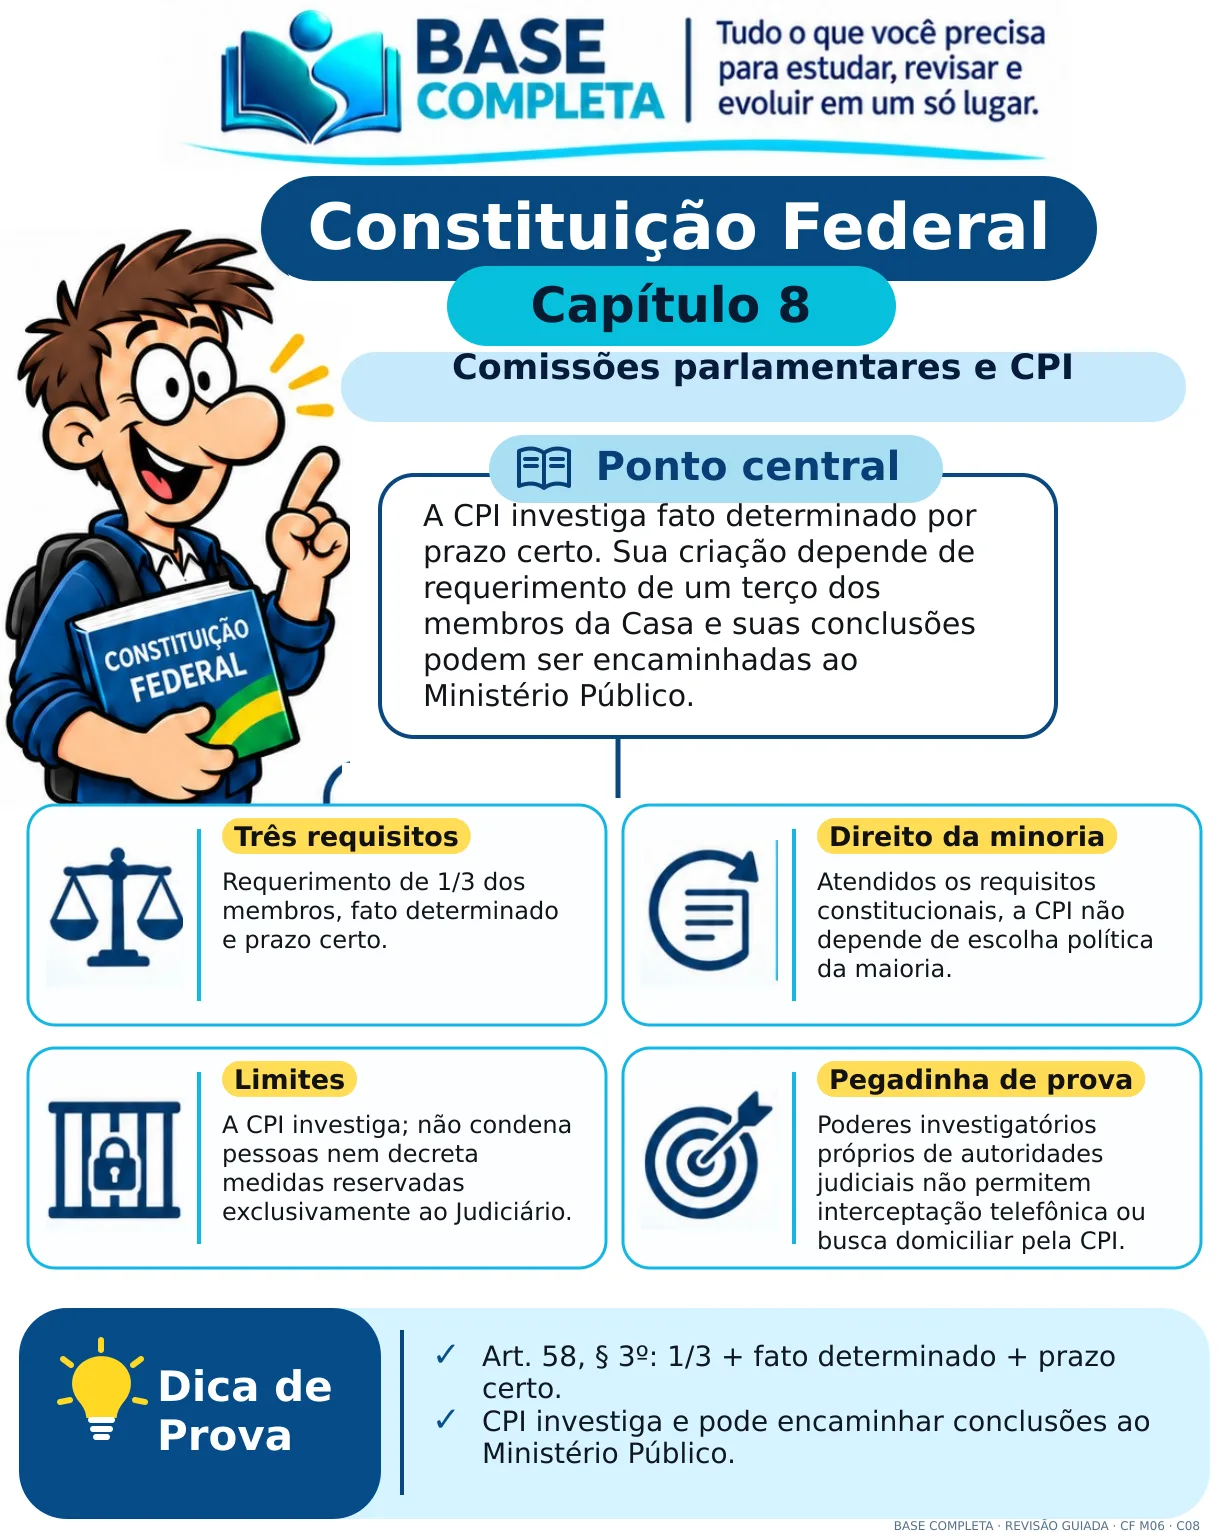 BASE
COMPLETA
Tudo o que você precisa
para estudar, revisar e
evoluir em um só lugar.
Constituição Federal
Capítulo 8
Comissões parlamentares e CPI
Ponto central
A CPI investiga fato determinado por
prazo certo. Sua criação depende de
requerimento de um terço dos
membros da Casa e suas conclusões
podem ser encaminhadas ao
Ministério Público.
CONSTITUIÇÃO
FEDERAL
Três requisitos
Requerimento de 1/3 dos
membros, fato determinado
e prazo certo.
Direito da minoria
Atendidos os requisitos
constitucionais, a CPI não
depende de escolha política
da maioria.
Limites
A CPI investiga; não condena
pessoas nem decreta
medidas reservadas
exclusivamente ao Judiciário.
Pegadinha de prova
Poderes investigatórios
próprios de autoridades
judiciais não permitem
interceptação telefônica ou
busca domiciliar pela CPI.
Dica de
Prova
✓ Art. 58, § 3º: 1/3 + fato determinado + prazo
certo.
✓ CPI investiga e pode encaminhar conclusões ao
Ministério Público.
BASE COMPLETA · REVISÃO GUIADA · CF M06 · C08